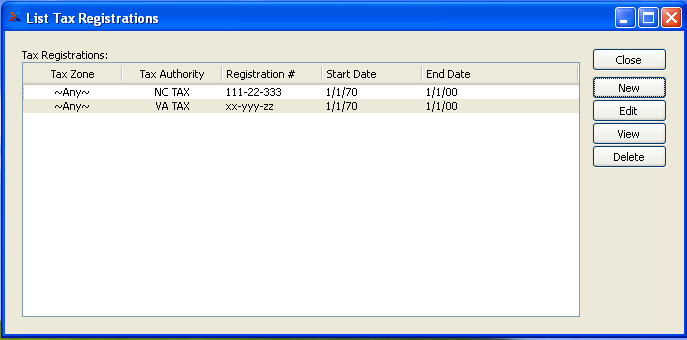 List Tax Registrations
Tax Registrations:
Close
Tax Zone Tax Authority Registration # Start Date End Date
New
~Any~ NC TAX 111-22-333 1/1/70 1/1/00
~Any~ VA TAX xx-yyy-zz 1/1/70 1/1/00
Edit
View
Delete